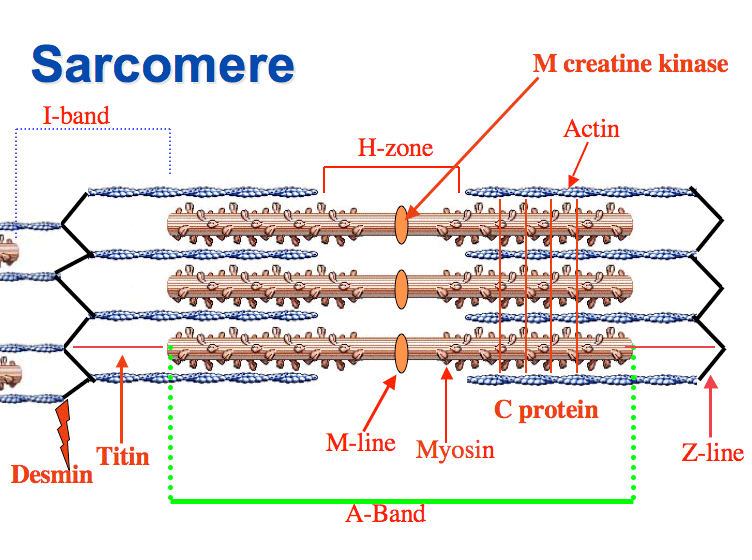 Sarcomere
M creatine kinase
I-band
Actin
H-zone
C protein
M-line
Myosin
Titin
Z-line
Desmin
A-Band